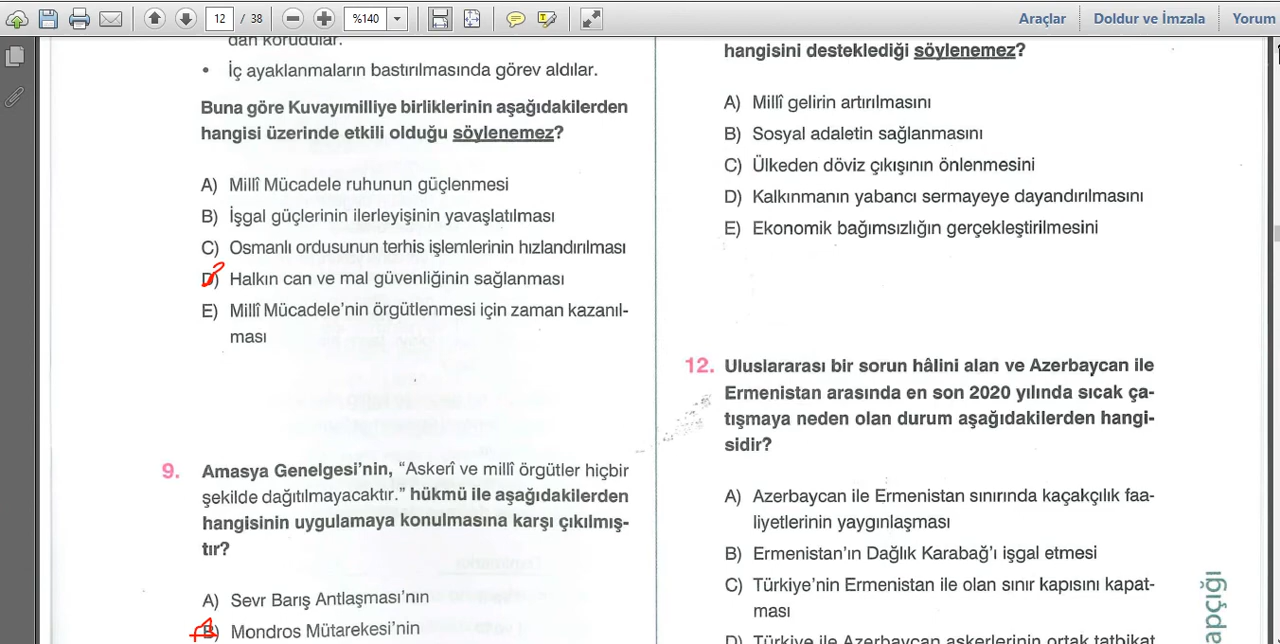 12 / 38 %140 Araçlar Doldur ve İmzala Yorum
dan korudular.
• İç ayaklanmaların bastırılmasında görev aldılar.
Buna göre Kuvayımilliye birliklerinin aşağıdakilerden
hangisi üzerinde etkili olduğu söylenemez?
A) Millî Mücadele ruhunun güçlenmesi
B) İşgal güçlerinin ilerleyişinin yavaşlatılması
C) Osmanlı ordusunun terhis işlemlerinin hızlandırılması
D) Halkın can ve mal güvenliğinin sağlanması
E) Millî Mücadele'nin örgütlenmesi için zaman kazanıl-
ması
9. Amasya Genelgesi'nin, "Askerî ve millî örgütler hiçbir
şekilde dağıtılmayacaktır." hükmü ile aşağıdakilerden
hangisinin uygulamaya konulmasına karşı çıkılmış-
tır?
A) Sevr Barış Antlaşması'nın
B) Mondros Mütarekesi'nin
hangisini desteklediği söylenemez?
A) Millî gelirin artırılmasını
B) Sosyal adaletin sağlanmasını
C) Ülkeden döviz çıkışının önlenmesini
D) Kalkınmanın yabancı sermayeye dayandırılmasını
E) Ekonomik bağımsızlığın gerçekleştirilmesini
12. Uluslararası bir sorun hâlini alan ve Azerbaycan ile
Ermenistan arasında en son 2020 yılında sıcak ça-
tışmaya neden olan durum aşağıdakilerden hangi-
sidir?
A) Azerbaycan ile Ermenistan sınırında kaçakçılık faa-
liyetlerinin yaygınlaşması
B) Ermenistan'ın Dağlık Karabağ'ı işgal etmesi
C) Türkiye'nin Ermenistan ile olan sınır kapısını kapat-
ması
D) Türkiye ile Azerbaycan askerlerinin ortak tatbikat
apçığı